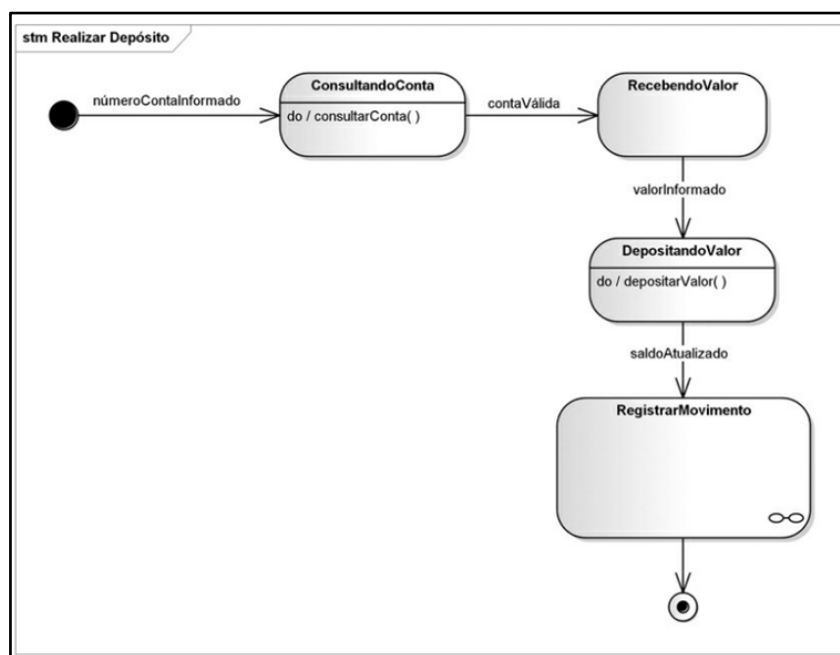 stm Realizar Depósito
númeroContaInformado
ConsultandoConta
do / consultarConta( )
contaVálida
RecebendoValor
valorInformado
DepositandoValor
do / depositarValor( )
saldoAtualizado
RegistrarMovimento